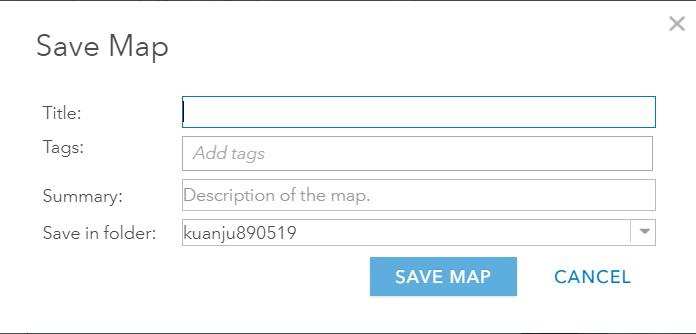 Save Map
Title:
Tags: Add tags
Summary: Description of the map.
Save in folder: kuanju890519
SAVE MAP CANCEL